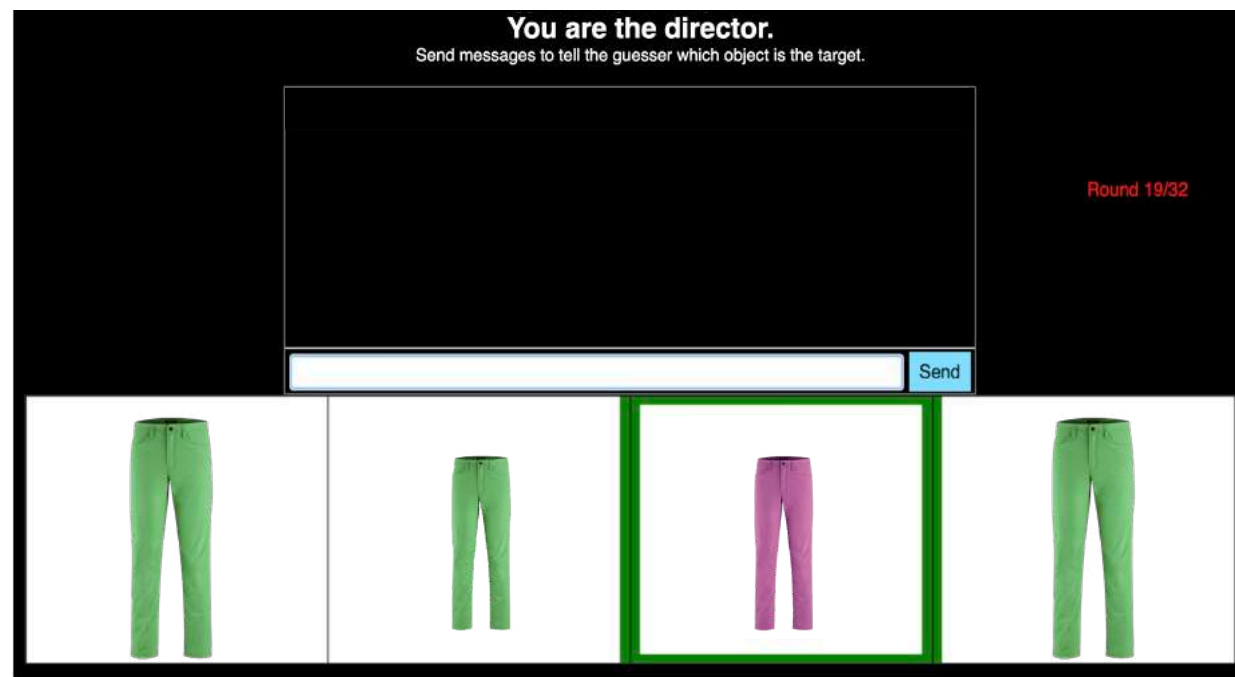 You are the director.
Send messages to tell the guesser which object is the target.
Round 19/32
Send